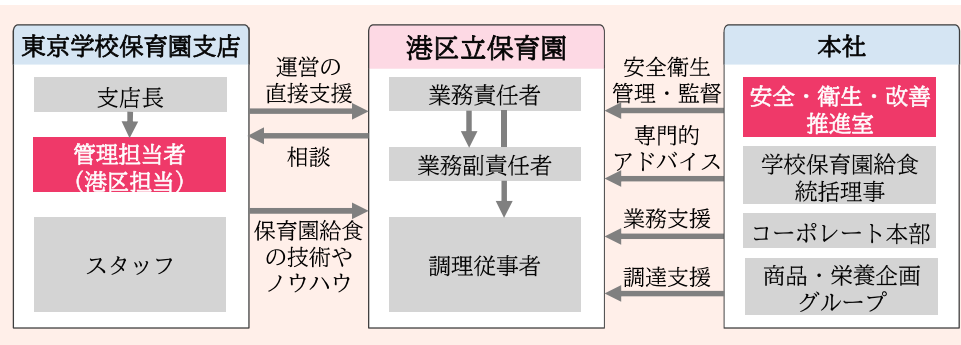 東京学校保育園支店
支店長
管理担当者
（港区担当）
スタッフ
運営の
直接支援
相談
保育園給食
の技術や
ノウハウ
港区立保育園
業務責任者
業務副責任者
調理従事者
安全衛生
管理・監督
専門的
アドバイス
業務支援
調達支援
本社
安全・衛生・改善
推進室
学校保育園給食
統括理事
コーポレート本部
商品・栄養企画
グループ